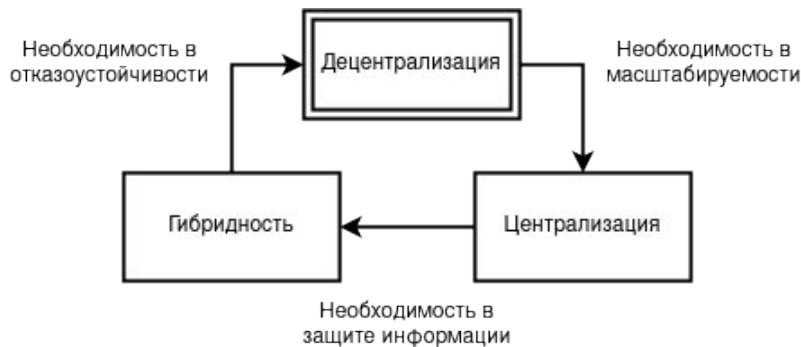 Необходимость в
отказоустойчивости
Децентрализация
Необходимость в
масштабируемости
Гибридность
Централизация
Необходимость в
защите информации